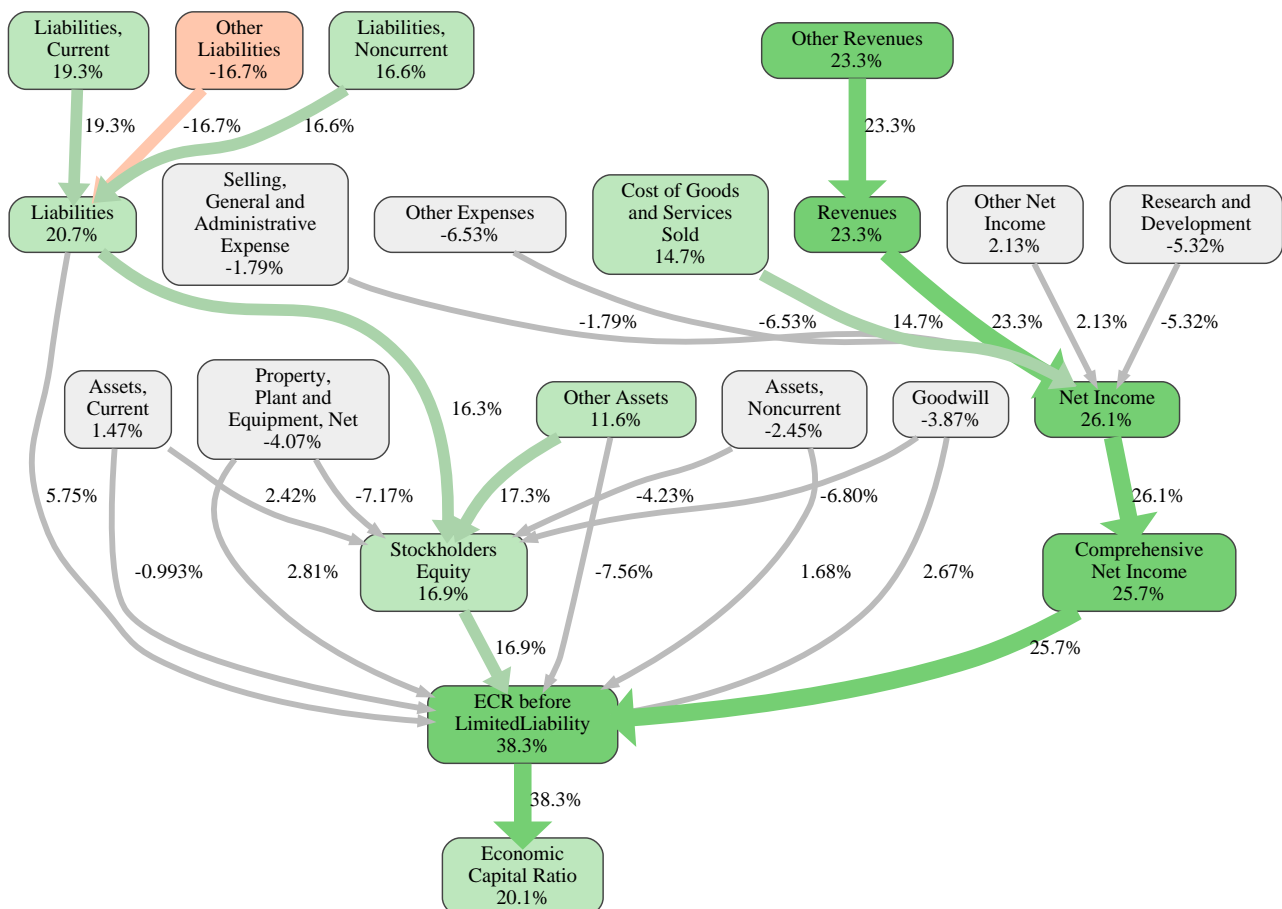 Liabilities,
Current
19.3%
Other
Liabilities
-16.7%
Liabilities,
Noncurrent
16.6%
Other Revenues
23.3%
19.3%
-16.7%
16.6%
23.3%
Liabilities
20.7%
Selling,
General and
Administrative
Expense
-1.79%
Other Expenses
-6.53%
Cost of Goods
and Services
Sold
14.7%
Revenues
23.3%
Other Net
Income
2.13%
Research and
Development
-5.32%
-1.79%
-6.53%
14.7%
23.3%
2.13%
-5.32%
Assets,
Current
1.47%
Property,
Plant and
Equipment, Net
-4.07%
16.3%
Other Assets
11.6%
Assets,
Noncurrent
-2.45%
Goodwill
-3.87%
Net Income
26.1%
5.75%
2.42%
-7.17%
17.3%
-4.23%
-6.80%
26.1%
-0.993%
2.81%
Stockholders
Equity
16.9%
-7.56%
1.68%
2.67%
Comprehensive
Net Income
25.7%
16.9%
25.7%
ECR before
LimitedLiability
38.3%
38.3%
Economic
Capital Ratio
20.1%